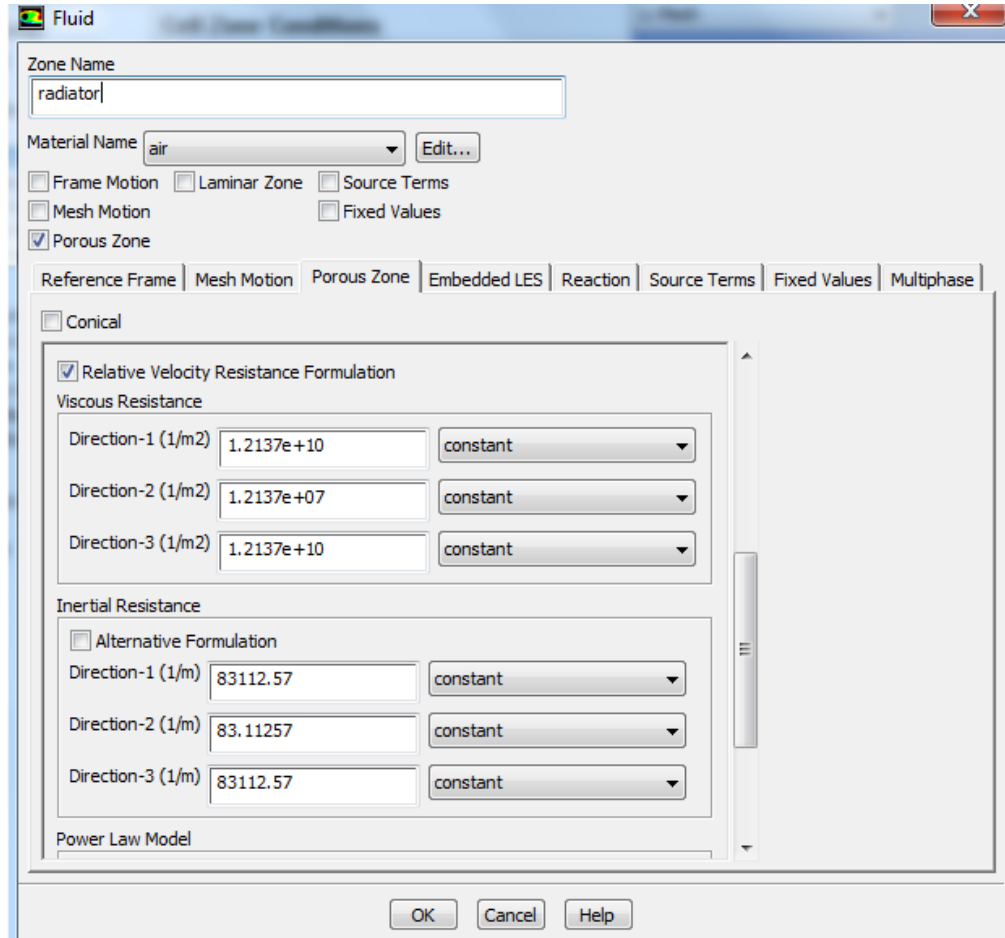 Fluid
Cell Zone Conditions
Mesh
X
Zone Name
radiator
Material Name air Edit...
Frame Motion Laminar Zone Source Terms
Mesh Motion Fixed Values
Porous Zone
Reference Frame Mesh Motion Porous Zone Embedded LES Reaction Source Terms Fixed Values Multiphase
Conical
Relative Velocity Resistance Formulation
Viscous Resistance
Direction-1 (1/m2) 1.2137e+10 constant
Direction-2 (1/m2) 1.2137e+07 constant
Direction-3 (1/m2) 1.2137e+10 constant
Inertial Resistance
Alternative Formulation
Direction-1 (1/m) 83112.57 constant
Direction-2 (1/m) 83.11257 constant
Direction-3 (1/m) 83112.57 constant
Power Law Model
OK Cancel Help